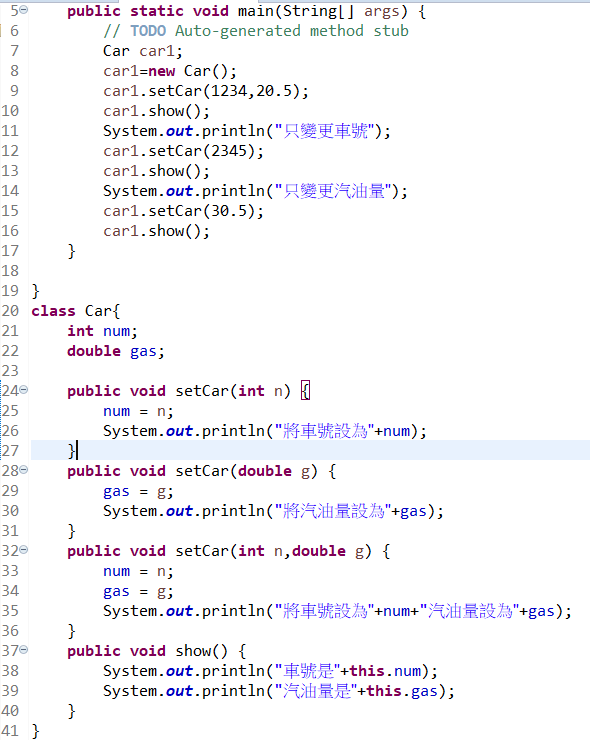 5 public static void main(String[] args) {
6 // TODO Auto-generated method stub
7 Car car1;
8 car1=new Car();
9 car1.setCar(1234,20.5);
10 car1.show();
11 System.out.println("只變更車號");
12 car1.setCar(2345);
13 car1.show();
14 System.out.println("只變更汽油量");
15 car1.setCar(30.5);
16 car1.show();
17 }
18
19 }
20 class Car{
21 int num;
22 double gas;
23
24 public void setCar(int n) {
25 num = n;
26 System.out.println("將車號設為"+num);
27 }
28 public void setCar(double g) {
29 gas = g;
30 System.out.println("將汽油量設為"+gas);
31 }
32 public void setCar(int n,double g) {
33 num = n;
34 gas = g;
35 System.out.println("將車號設為"+num+"汽油量設為"+gas);
36 }
37 public void show() {
38 System.out.println("車號是"+this.num);
39 System.out.println("汽油量是"+this.gas);
40 }
41 }